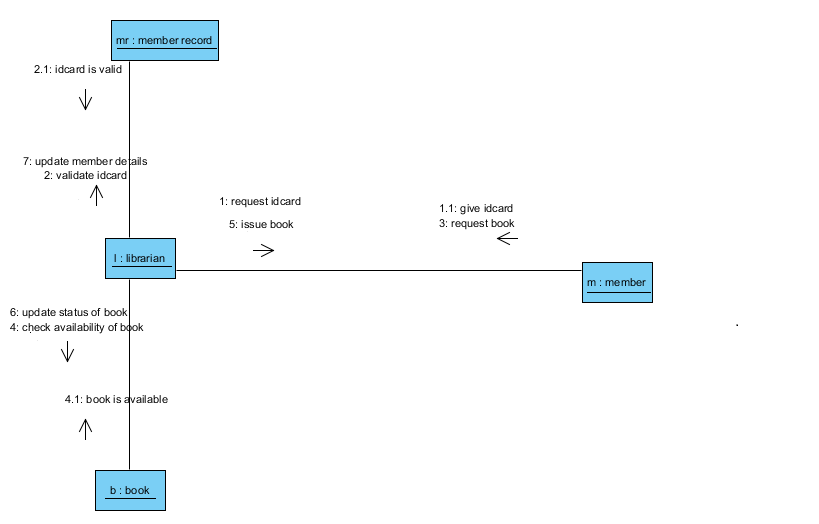 mr : member record
2.1: idcard is valid
7: update member details
2: validate idcard
1: request idcard
5: issue book
1.1: give idcard
3: request book
l : librarian
m : member
6: update status of book
4: check availability of book
4.1: book is available
b : book